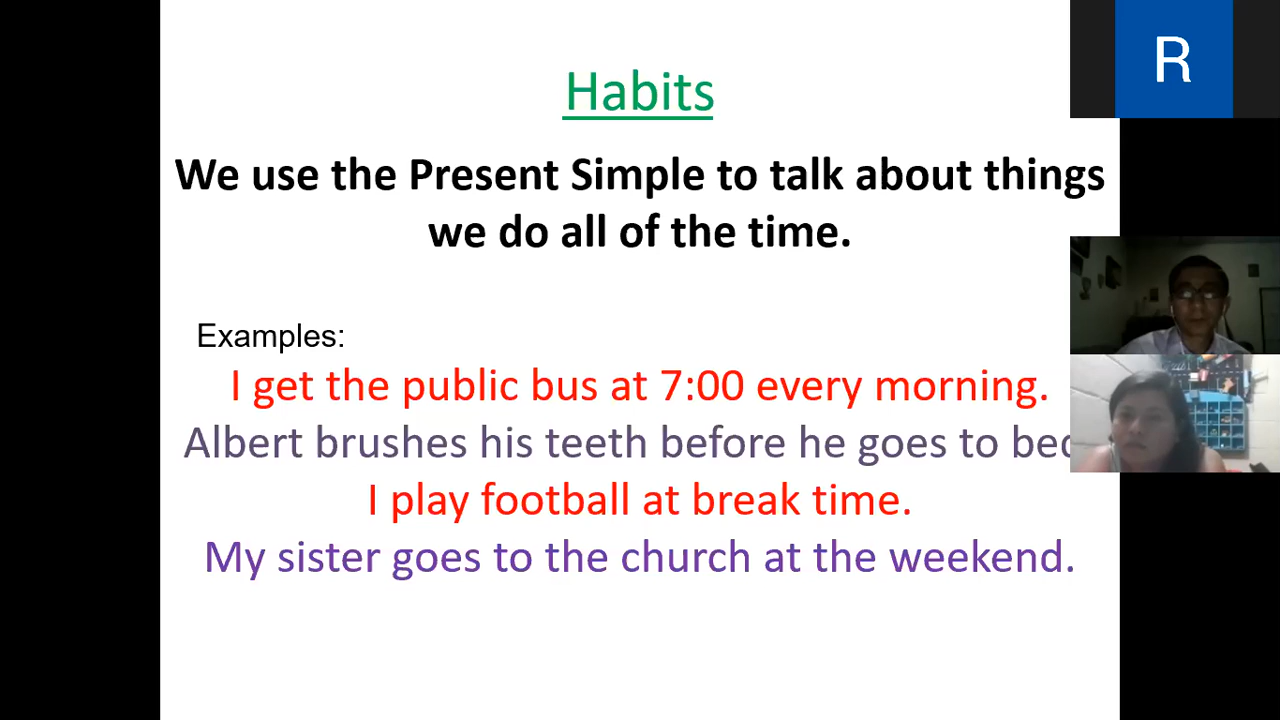 Habits
R
We use the Present Simple to talk about things
we do all of the time.
Examples:
I get the public bus at 7:00 every morning.
Albert brushes his teeth before he goes to
I play football at break time.
My sister goes to the church at the weekend.